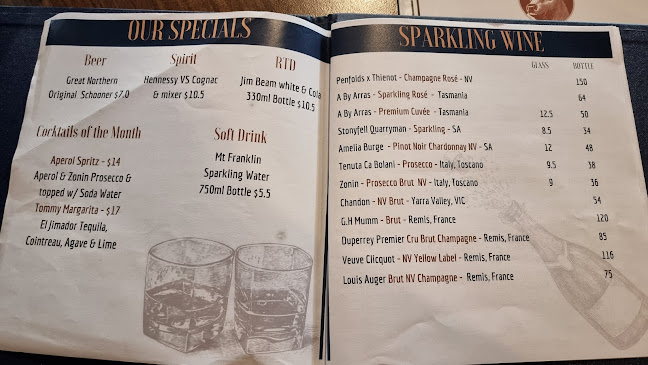 OUR SPECIALS
Beer
Great Northern
Original Schooner $7.0
Spirit
Hennessy VS Cognac
& mixer $10.5
RTD
Jim Beam white & Cola
330ml Bottle $10.5
Cocktails of the Month
Aperol Spritz - $14
Aperol & Zonin Prosecco &
topped w/ Soda Water
Tommy Margarita - $17
El Jimador Tequila,
Cointreau, Agave & Lime
Soft Drink
Mt Franklin
Sparkling Water
750ml Bottle $5.5
SPARKLING WINE
GLASS BOTTLE
Penfolds x Thienot - Champagne Rosé - NV 150
A By Arras - Sparkling Rosé - Tasmania 64
A By Arras - Premium Cuvée - Tasmania 12.5 50
Stonyfell Quarryman - Sparkling - SA 8.5 34
Amelia Burge - Pinot Noir Chardonnay NV - SA 12 48
Tenuta Ca Bolani - Prosecco - Italy, Toscano 9.5 38
Zonin - Prosecco Brut NV - Italy, Toscano 9 36
Chandon - NV Brut - Yarra Valley, VIC 54
G.H Mumm - Brut - Remis, France 120
Duperrey Premier Cru Brut Champagne - Remis, France 85
Veuve Clicquot - NV Yellow Label - Remis, France 116
Louis Auger Brut NV Champagne - Remis, France 75